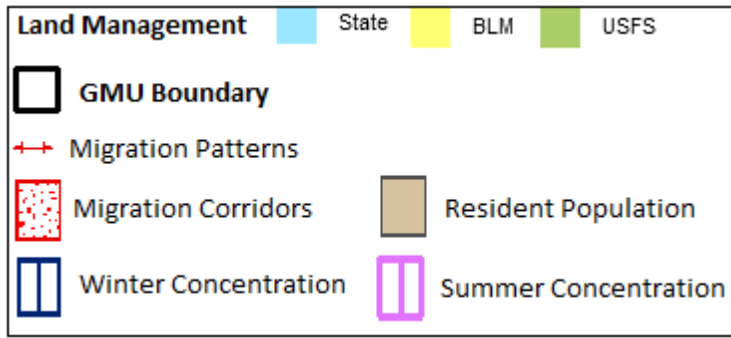 Land Management State BLM USFS
GMU Boundary
Migration Patterns
Migration Corridors Resident Population
Winter Concentration Summer Concentration